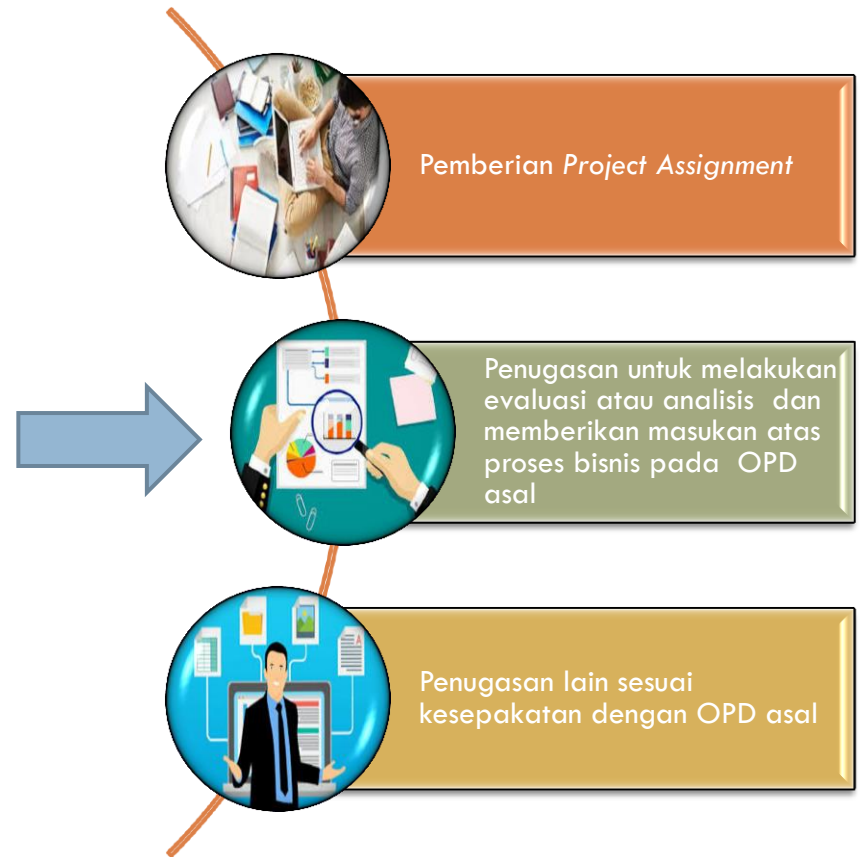 Pemberian Project Assignment
Penugasan untuk melakukan
evaluasi atau analisis dan
memberikan masukan atas
proses bisnis pada OPD
asal
Penugasan lain sesuai
kesepakatan dengan OPD asal